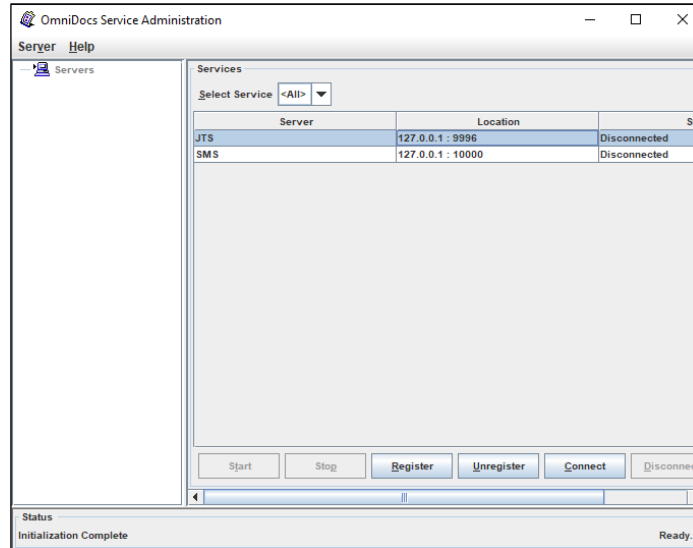 OmniDocs Service Administration
Server Help
Servers
Services
Select Service <All>
Server Location S
JTS 127.0.0.1 : 9996 Disconnected
SMS 127.0.0.1 : 10000 Disconnected
Start Stop Register Unregister Connect Disconnec
Status
Initialization Complete Ready.